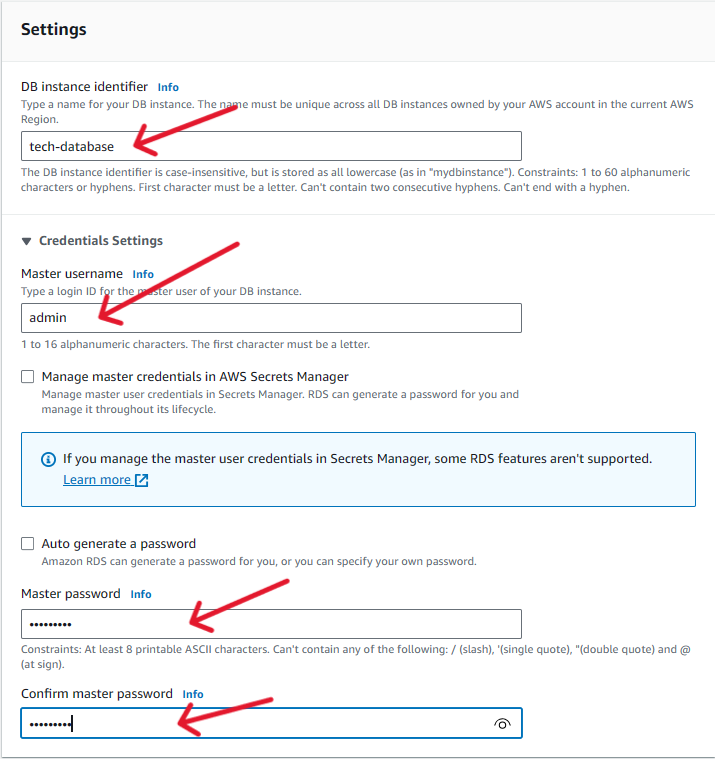 Settings
DB instance identifier Info
Type a name for your DB instance. The name must be unique across all DB instances owned by your AWS account in the current AWS
Region.
tech-database
The DB instance identifier is case-insensitive, but is stored as all lowercase (as in "mydbinstance"). Constraints: 1 to 60 alphanumeric
characters or hyphens. First character must be a letter. Can't contain two consecutive hyphens. Can't end with a hyphen.
Credentials Settings
Master username Info
Type a login ID for the master user of your DB instance.
admin
1 to 16 alphanumeric characters. The first character must be a letter.
Manage master credentials in AWS Secrets Manager
Manage master user credentials in Secrets Manager. RDS can generate a password for you and
manage it throughout its lifecycle.
If you manage the master user credentials in Secrets Manager, some RDS features aren't supported.
Learn more
Auto generate a password
Amazon RDS can generate a password for you, or you can specify your own password.
Master password Info
•••••••••
Constraints: At least 8 printable ASCII characters. Can't contain any of the following: / (slash), '(single quote), "(double quote) and @
(at sign).
Confirm master password Info
•••••••••